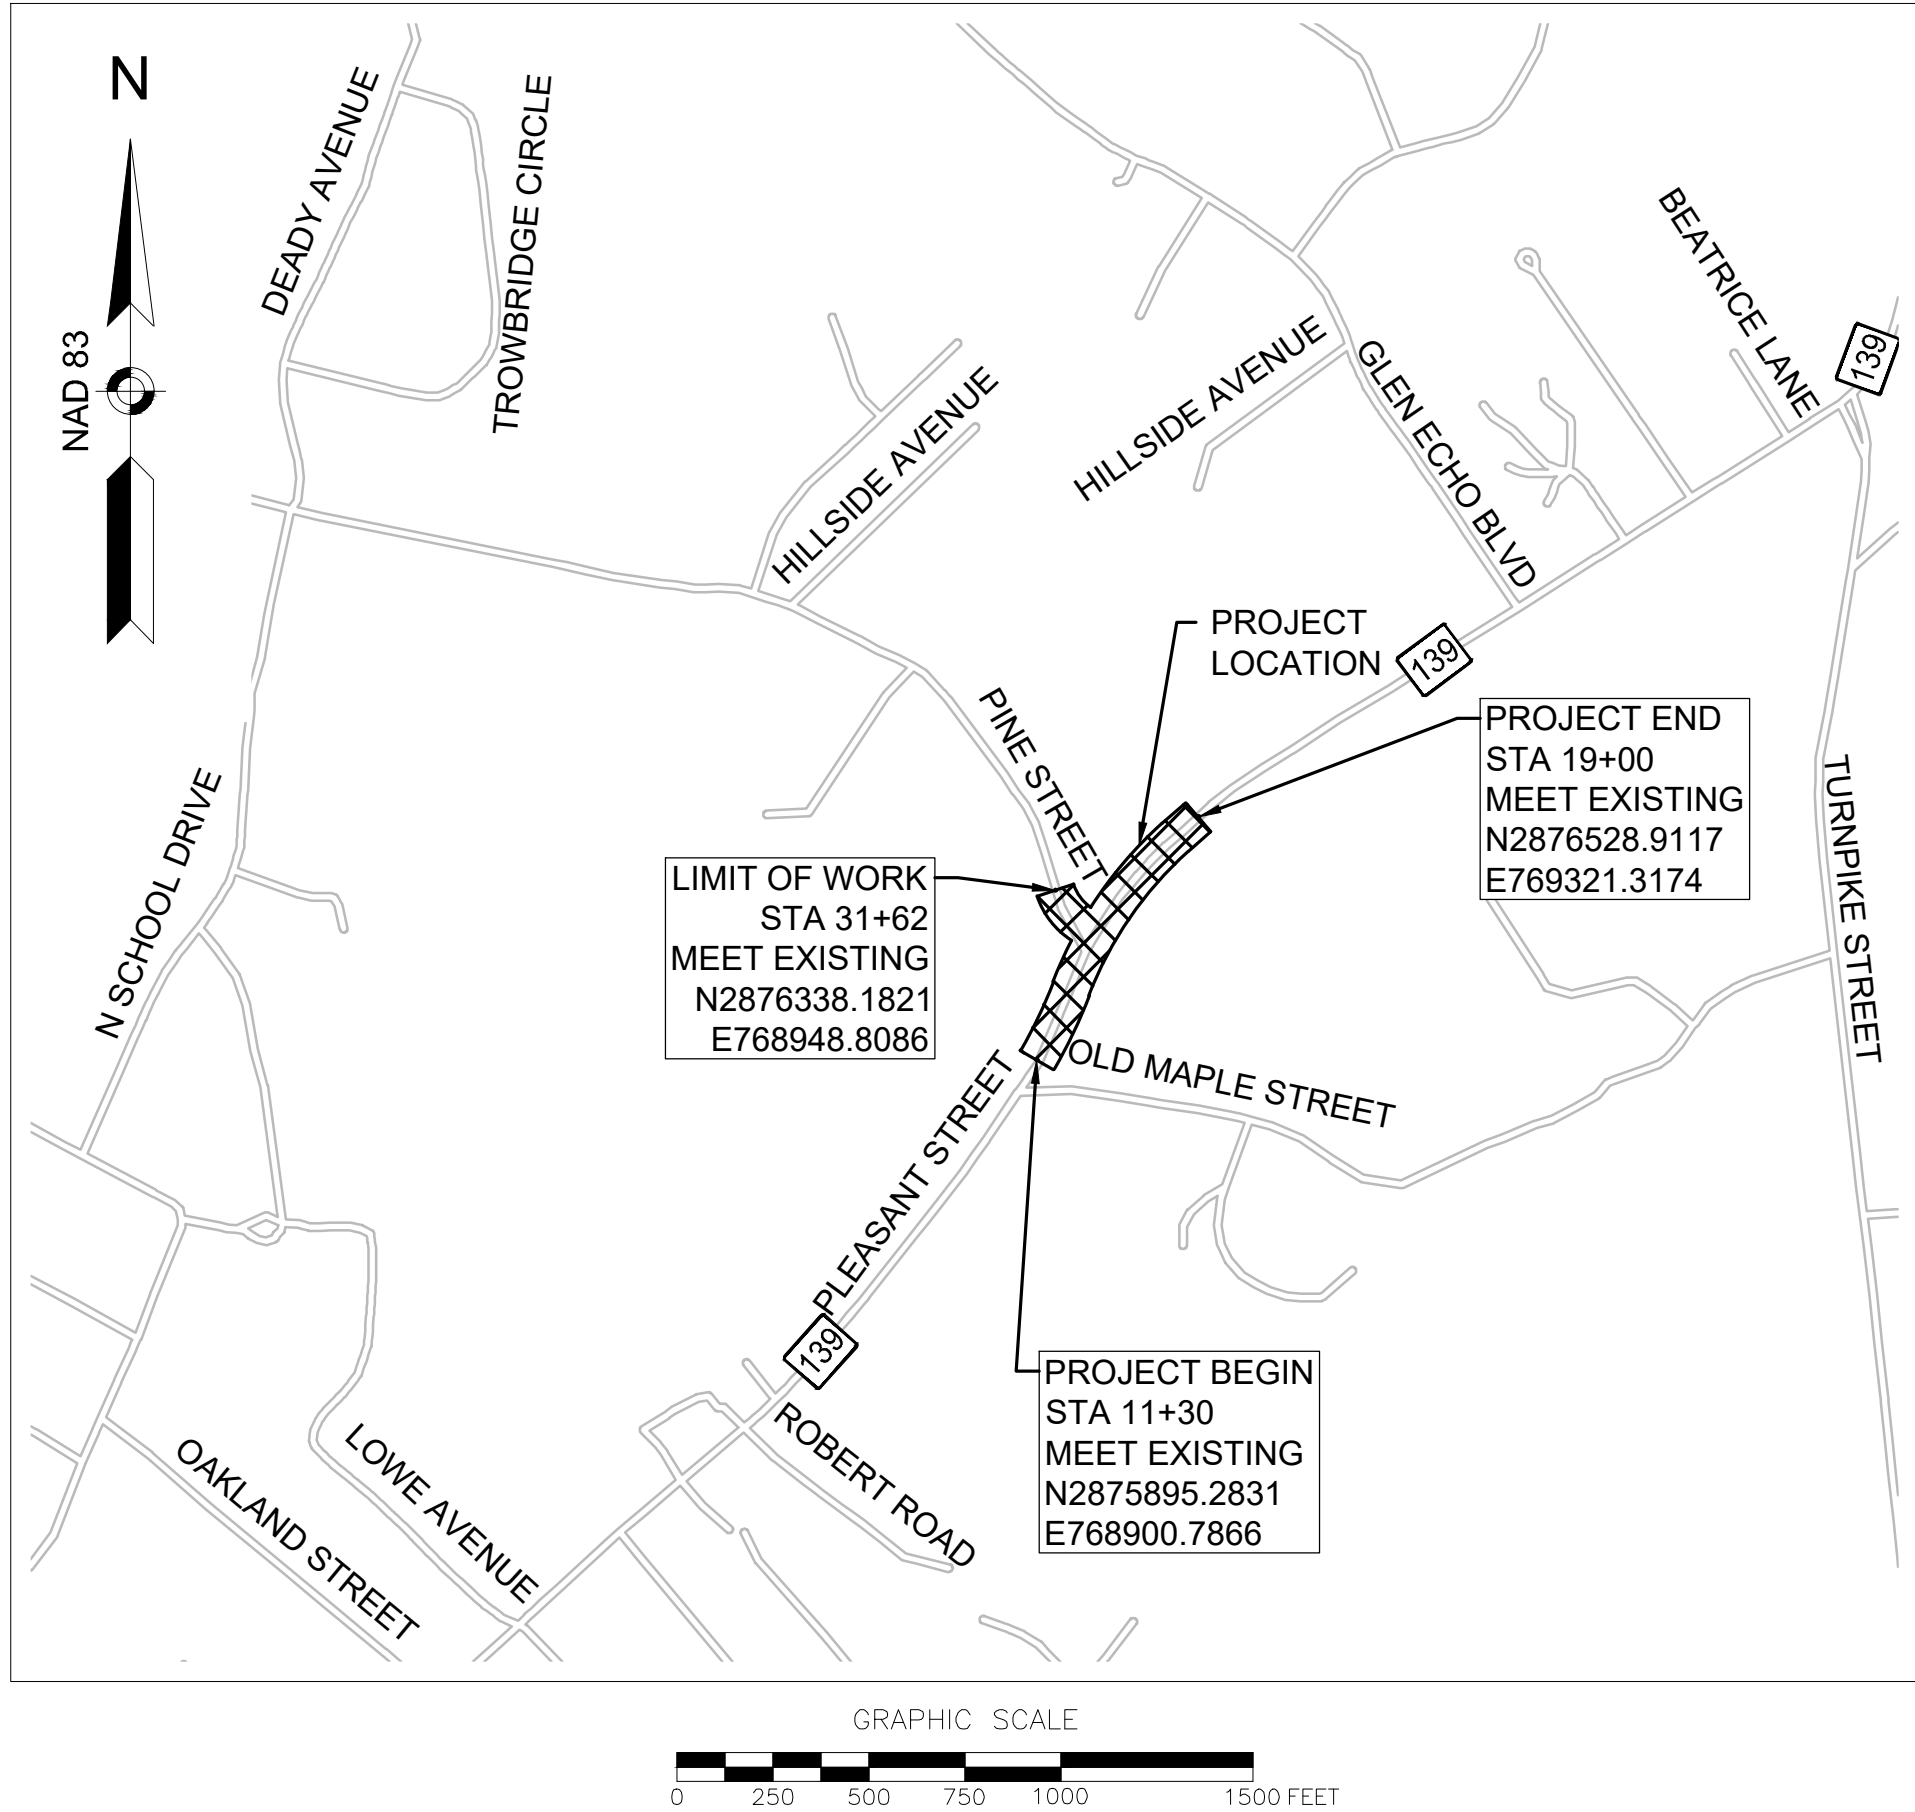 N
NAD 83
DEADY AVENUE
TROWBRIDGE CIRCLE
BEATRICE LANE
139
HILLSIDE AVENUE
HILLSIDE AVENUE
GLEN ECHO BLVD
PROJECT
LOCATION
139
PINE STREET
PROJECT END
STA 19+00
MEET EXISTING
N2876528.9117
E769321.3174
TURNPIKE STREET
N SCHOOL DRIVE
LIMIT OF WORK
STA 31+62
MEET EXISTING
N2876338.1821
E768948.8086
OLD MAPLE STREET
PLEASANT STREET
139
PROJECT BEGIN
STA 11+30
MEET EXISTING
N2875895.2831
E768900.7866
ROBERT ROAD
LOWE AVENUE
OAKLAND STREET
GRAPHIC SCALE
0 250 500 750 1000 1500 FEET